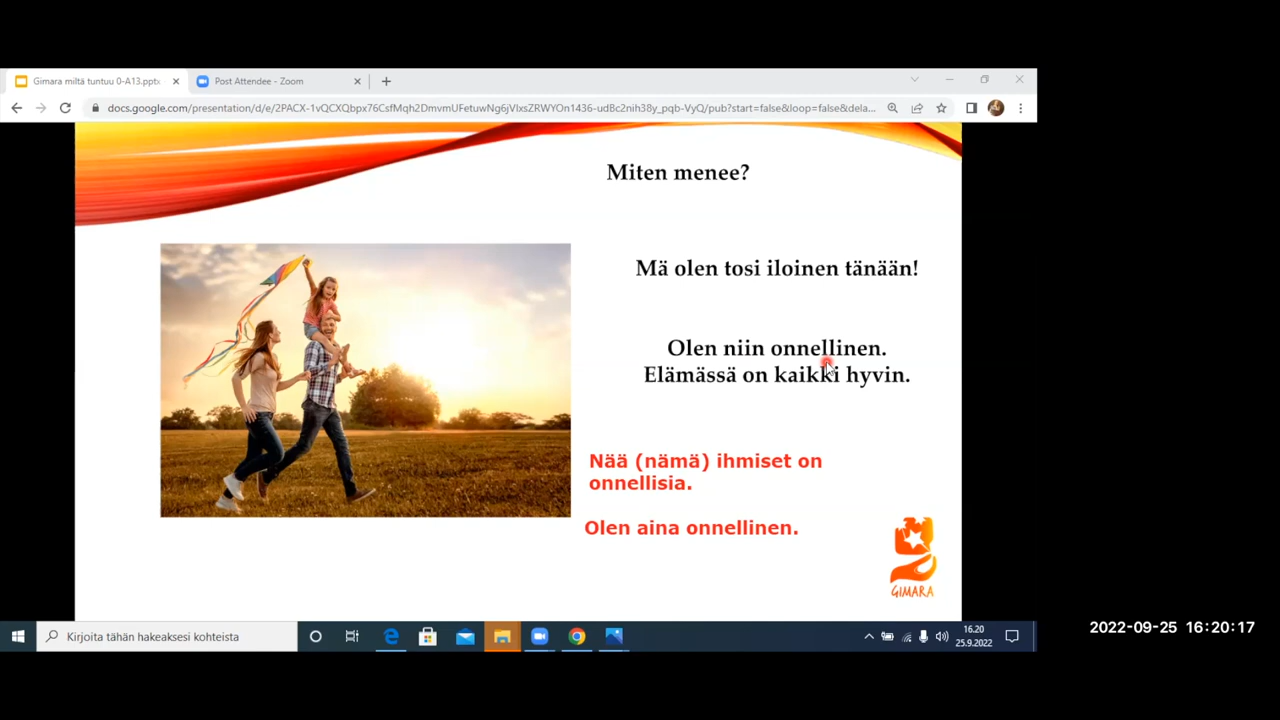 Gimara miltä tuntuu 0-A13.pptx
Post Attendee - Zoom
docs.google.com/presentation/d/e/2PACX-1vQCXQbpx76CsfMqh2DmvmUFetuwNg6jVlxsZRWYOn1436-udBc2nih38y_pqb-VyQ/pub?start=false&loop=false&dela...
Miten menee?
Mä olen tosi iloinen tänään!
Olen niin onnellinen.
Elämässä on kaikki hyvin.
Nää (nämä) ihmiset on
onnellisia.
Olen aina onnellinen.
GIMARA
Kirjoita tähän hakeaksesi kohteista
16.20
25.9.2022
2022-09-25 16:20:17